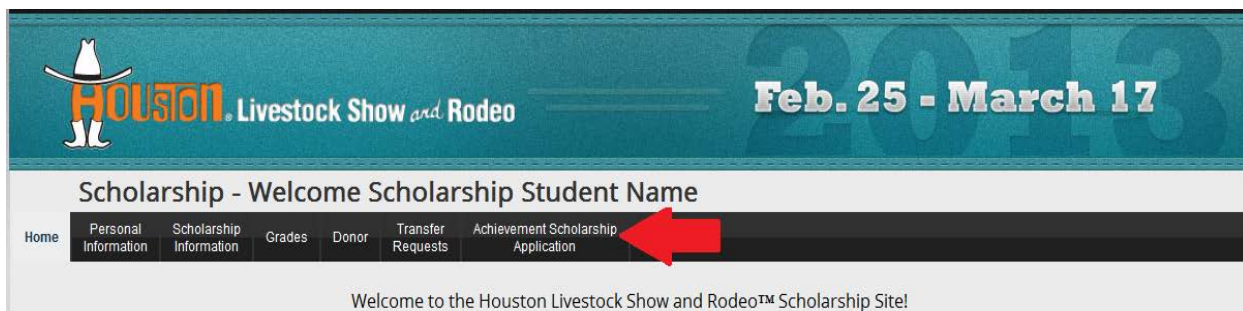 2013
HOUSTON® Livestock Show and Rodeo
Feb. 25 - March 17
Scholarship - Welcome Scholarship Student Name
Home
Personal Information
Scholarship Information
Grades
Donor
Transfer Requests
Achievement Scholarship Application
Welcome to the Houston Livestock Show and Rodeo™ Scholarship Site!